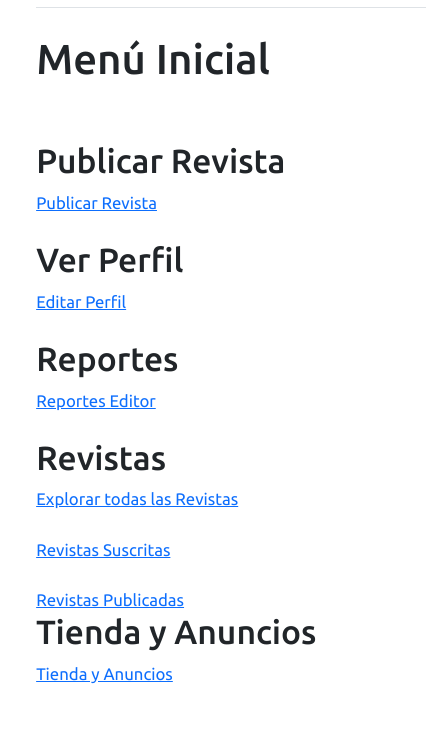 Menú Inicial
Publicar Revista
Publicar Revista
Ver Perfil
Editar Perfil
Reportes
Reportes Editor
Revistas
Explorar todas las Revistas
Revistas Suscritas
Revistas Publicadas
Tienda y Anuncios
Tienda y Anuncios